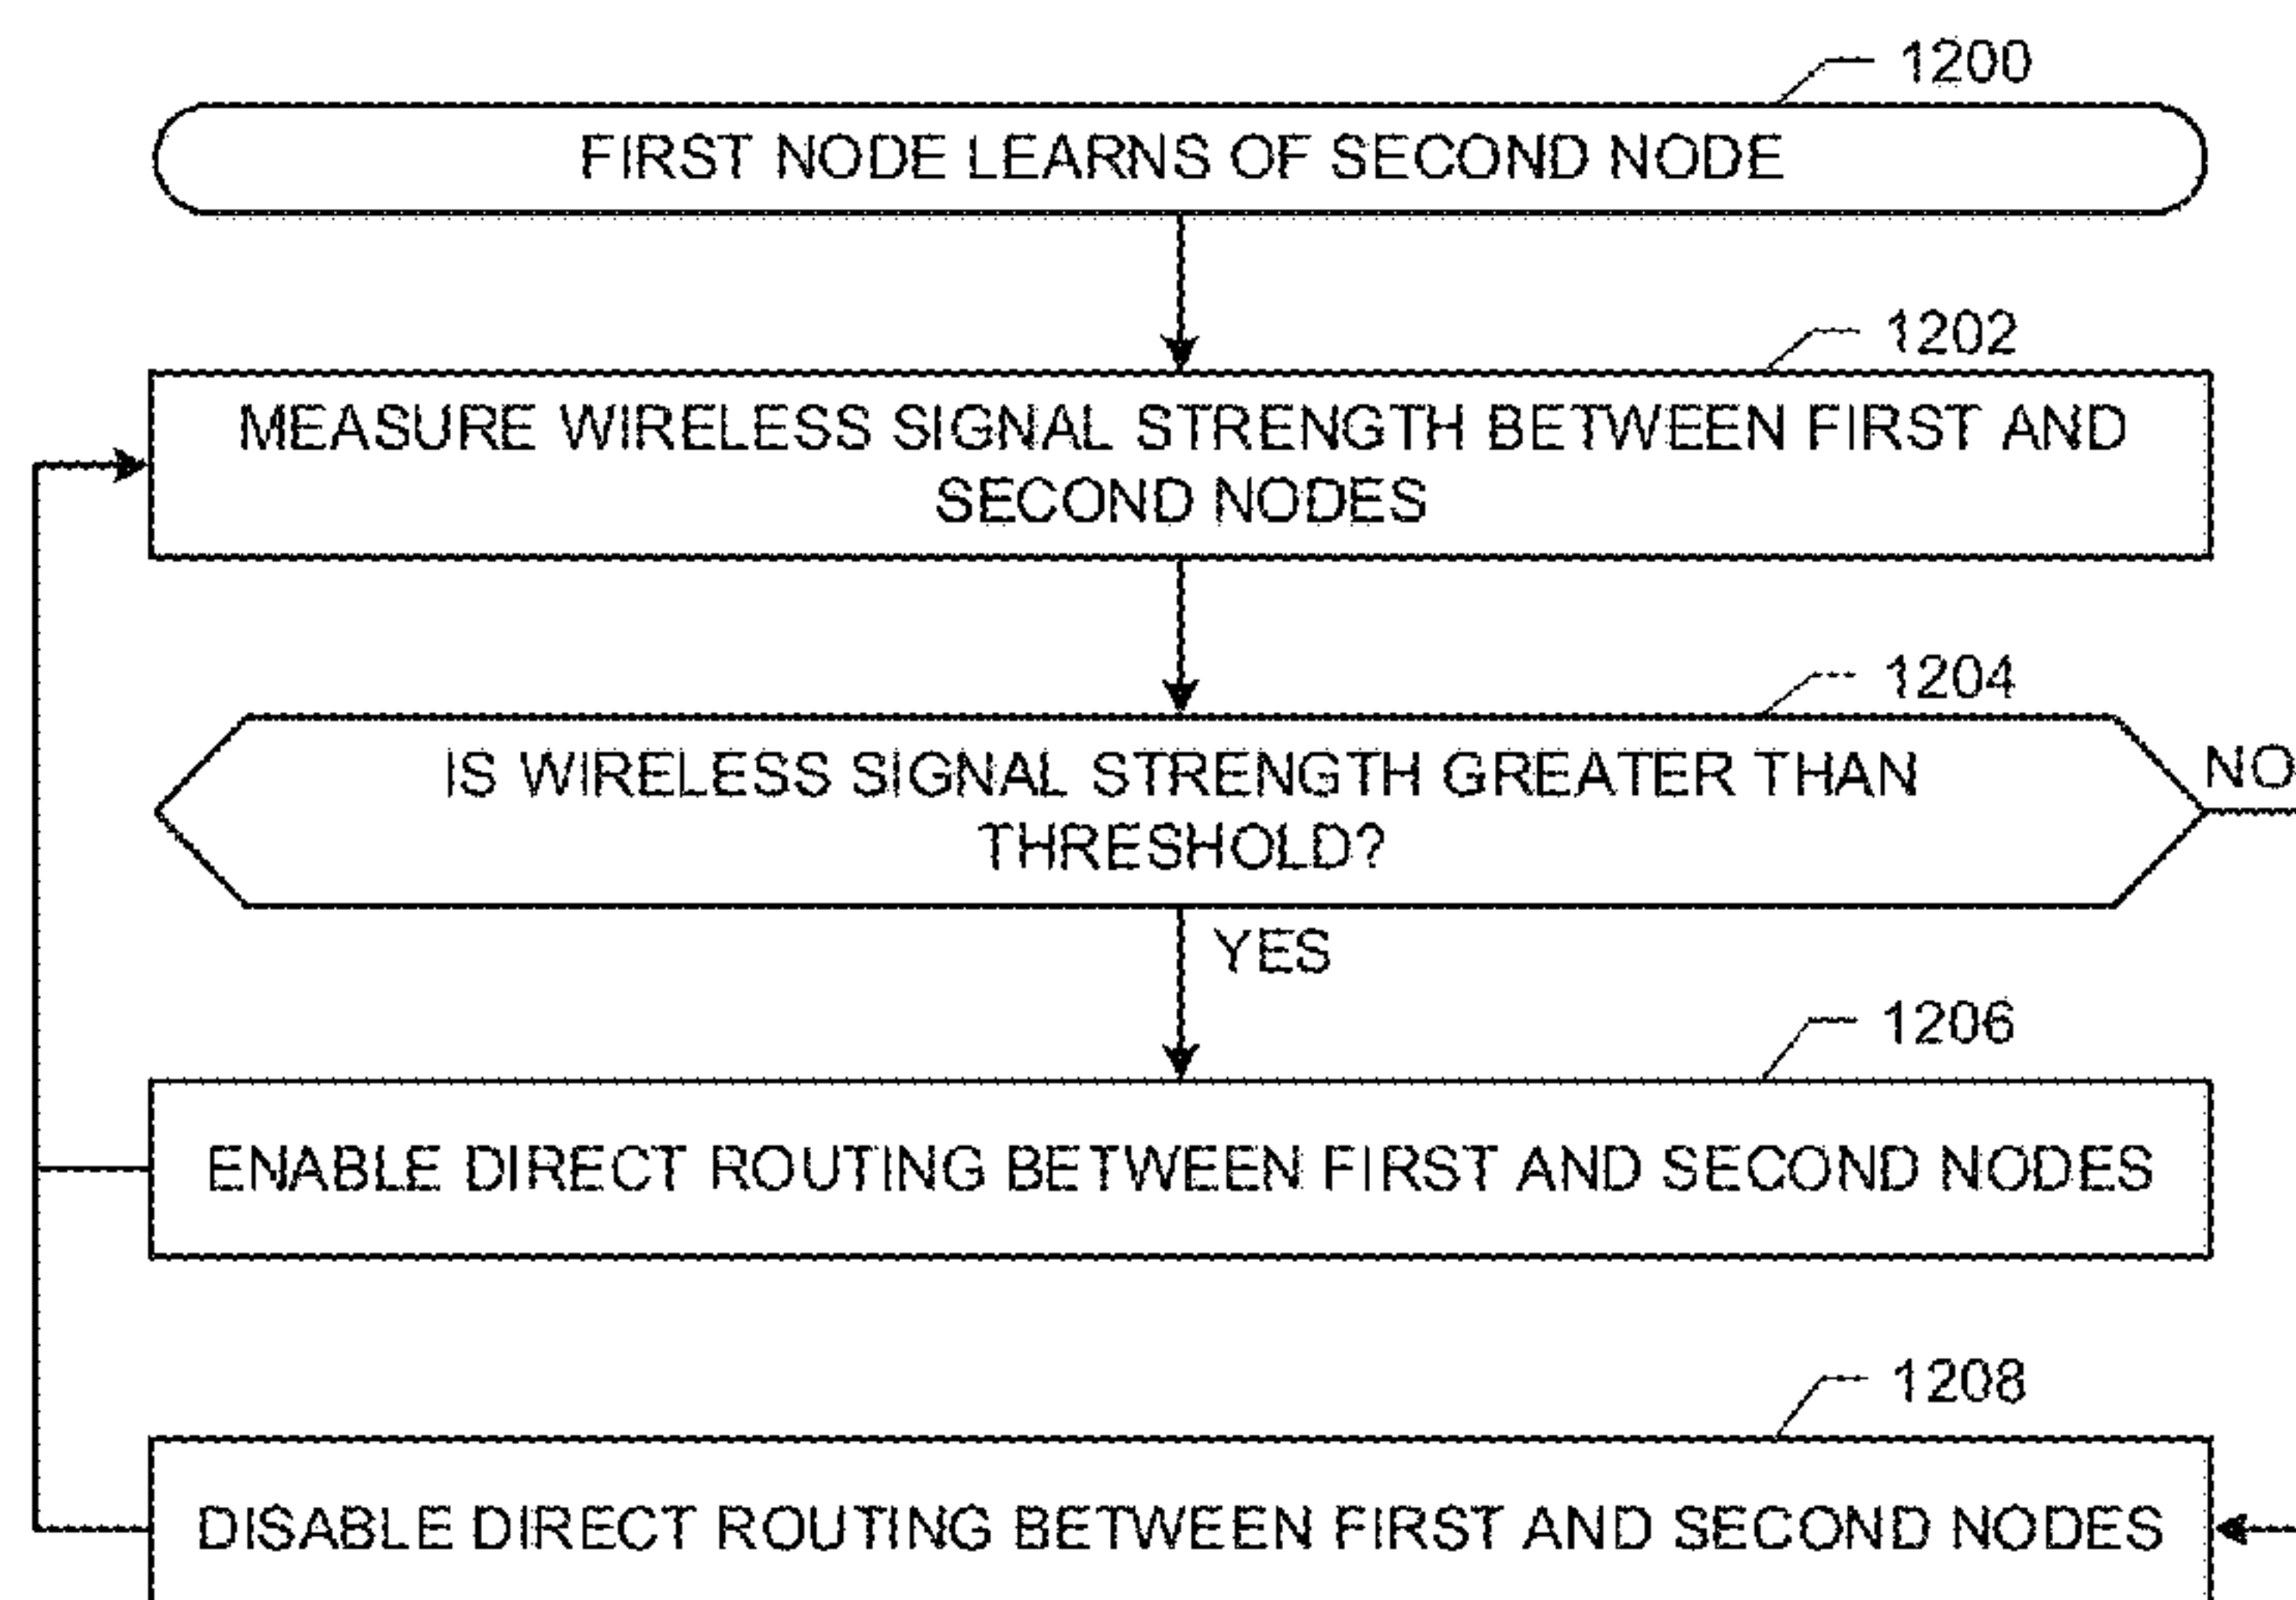 1200
FIRST NODE LEARNS OF SECOND NODE
1202
MEASURE WIRELESS SIGNAL STRENGTH BETWEEN FIRST AND
SECOND NODES
1204
IS WIRELESS SIGNAL STRENGTH GREATER THAN
THRESHOLD?
NO
YES
1206
ENABLE DIRECT ROUTING BETWEEN FIRST AND SECOND NODES
1208
DISABLE DIRECT ROUTING BETWEEN FIRST AND SECOND NODES